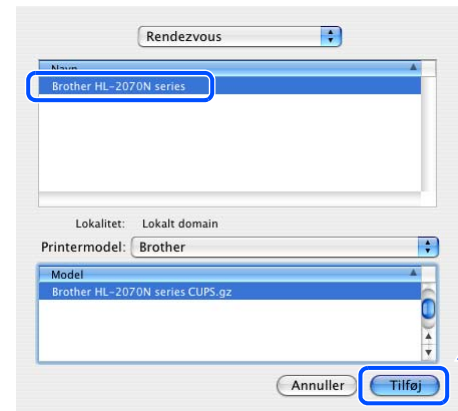 Rendezvous
Navn
Brother HL-2070N series
Lokalitet: Lokalt domain
Printermodel: Brother
Model
Brother HL-2070N series CUPS.gz
Annuller Tilføj